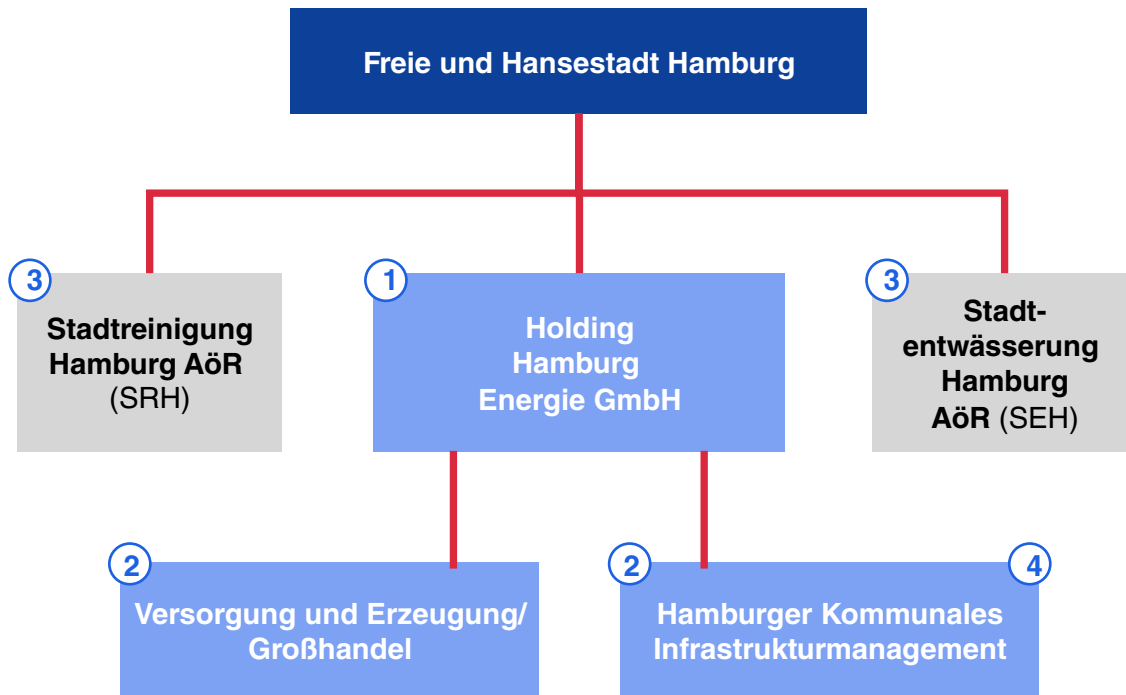 Freie und Hansestadt Hamburg
3
Stadtreinigung
Hamburg AöR
(SRH)
1
Holding
Hamburg
Energie GmbH
3
Stadt-
entwässerung
Hamburg
AöR (SEH)
2
Versorgung und Erzeugung/
Großhandel
2
4
Hamburger Kommunales
Infrastrukturmanagement